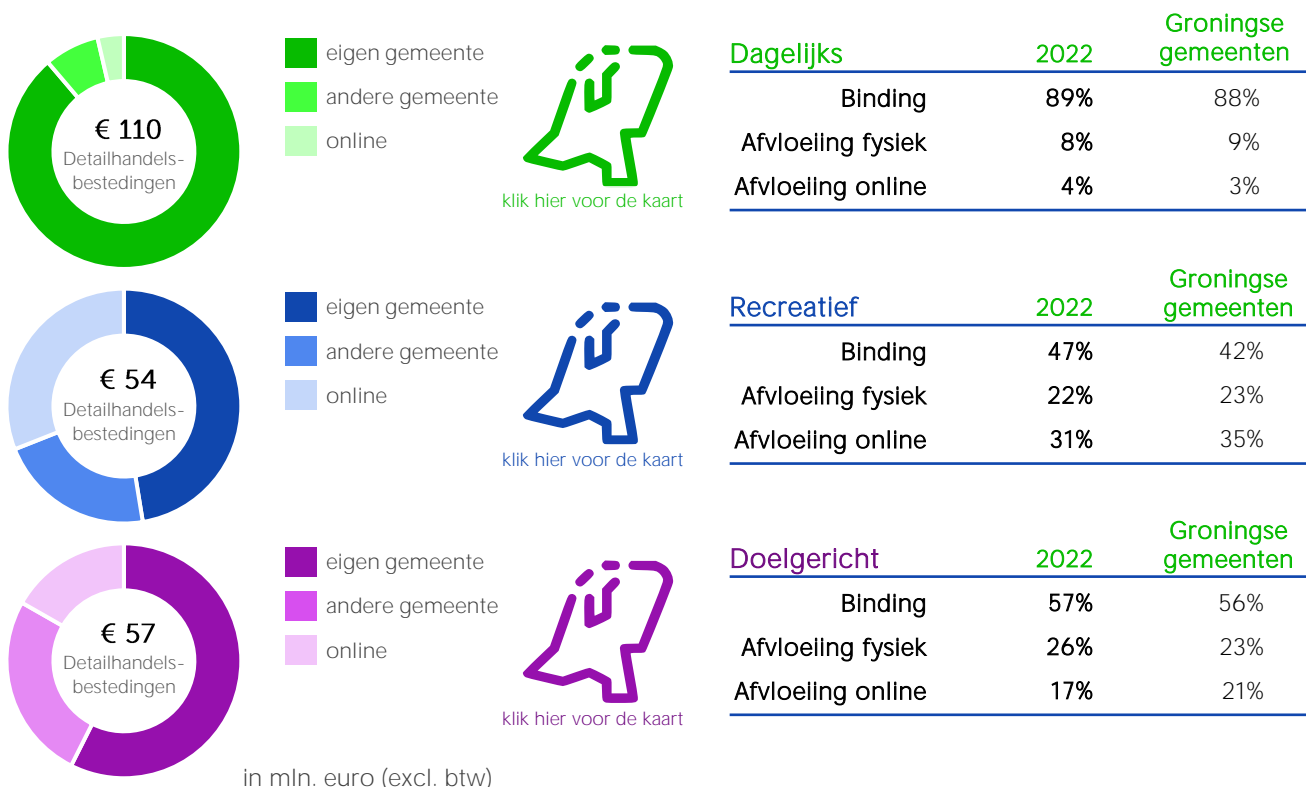 € 110
Detailhandels-
bestedingen
eigen gemeente
andere gemeente
online
klik hier voor de kaart
Groningse
Dagelijks 2022 gemeenten
Binding 89% 88%
Afvloeiing fysiek 8% 9%
Afvloeiing online 4% 3%
€ 54
Detailhandels-
bestedingen
eigen gemeente
andere gemeente
online
klik hier voor de kaart
Groningse
Recreatief 2022 gemeenten
Binding 47% 42%
Afvloeiing fysiek 22% 23%
Afvloeiing online 31% 35%
€ 57
Detailhandels-
bestedingen
eigen gemeente
andere gemeente
online
klik hier voor de kaart
Groningse
Doelgericht 2022 gemeenten
Binding 57% 56%
Afvloeiing fysiek 26% 23%
Afvloeiing online 17% 21%
in mln. euro (excl. btw)